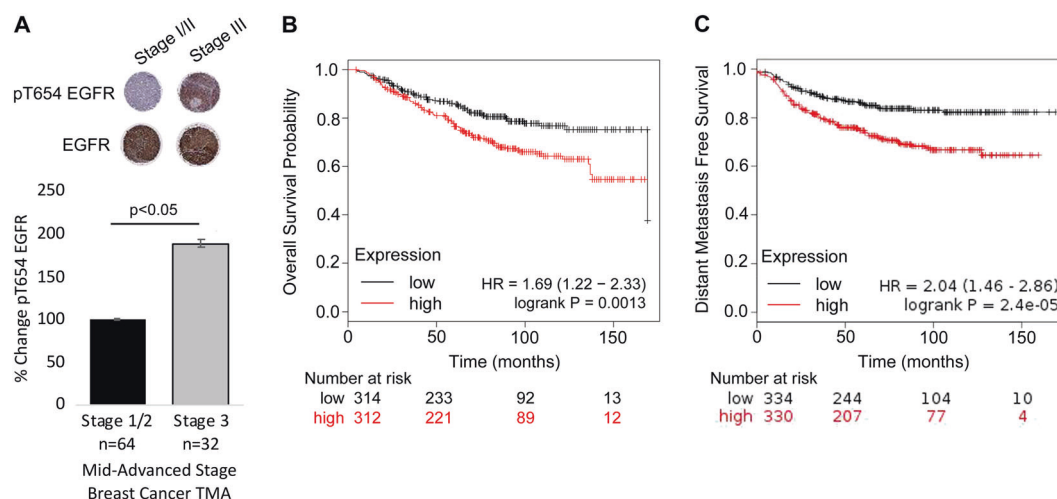 A
Stage I/II
Stage III
pT654 EGFR
EGFR
% Change pT654 EGFR
250
200
150
100
50
0
p<0.05
Stage 1/2
n=64
Stage 3
n=32
Mid-Advanced Stage
Breast Cancer TMA
B
Overall Survival Probability
1.0
0.8
0.6
0.4
0.2
0.0
Expression
low
high
HR = 1.69 (1.22 − 2.33)
logrank P = 0.0013
0 50 100 150
Time (months)
Number at risk
low 314 233 92 13
high 312 221 89 12
C
Distant Metastasis Free Survival
1.0
0.8
0.6
0.4
0.2
0.0
Expression
low
high
HR = 2.04 (1.46 - 2.86)
logrank P = 2.4e-05
0 50 100 150
Time (months)
Number at risk
low 334 244 104 10
high 330 207 77 4